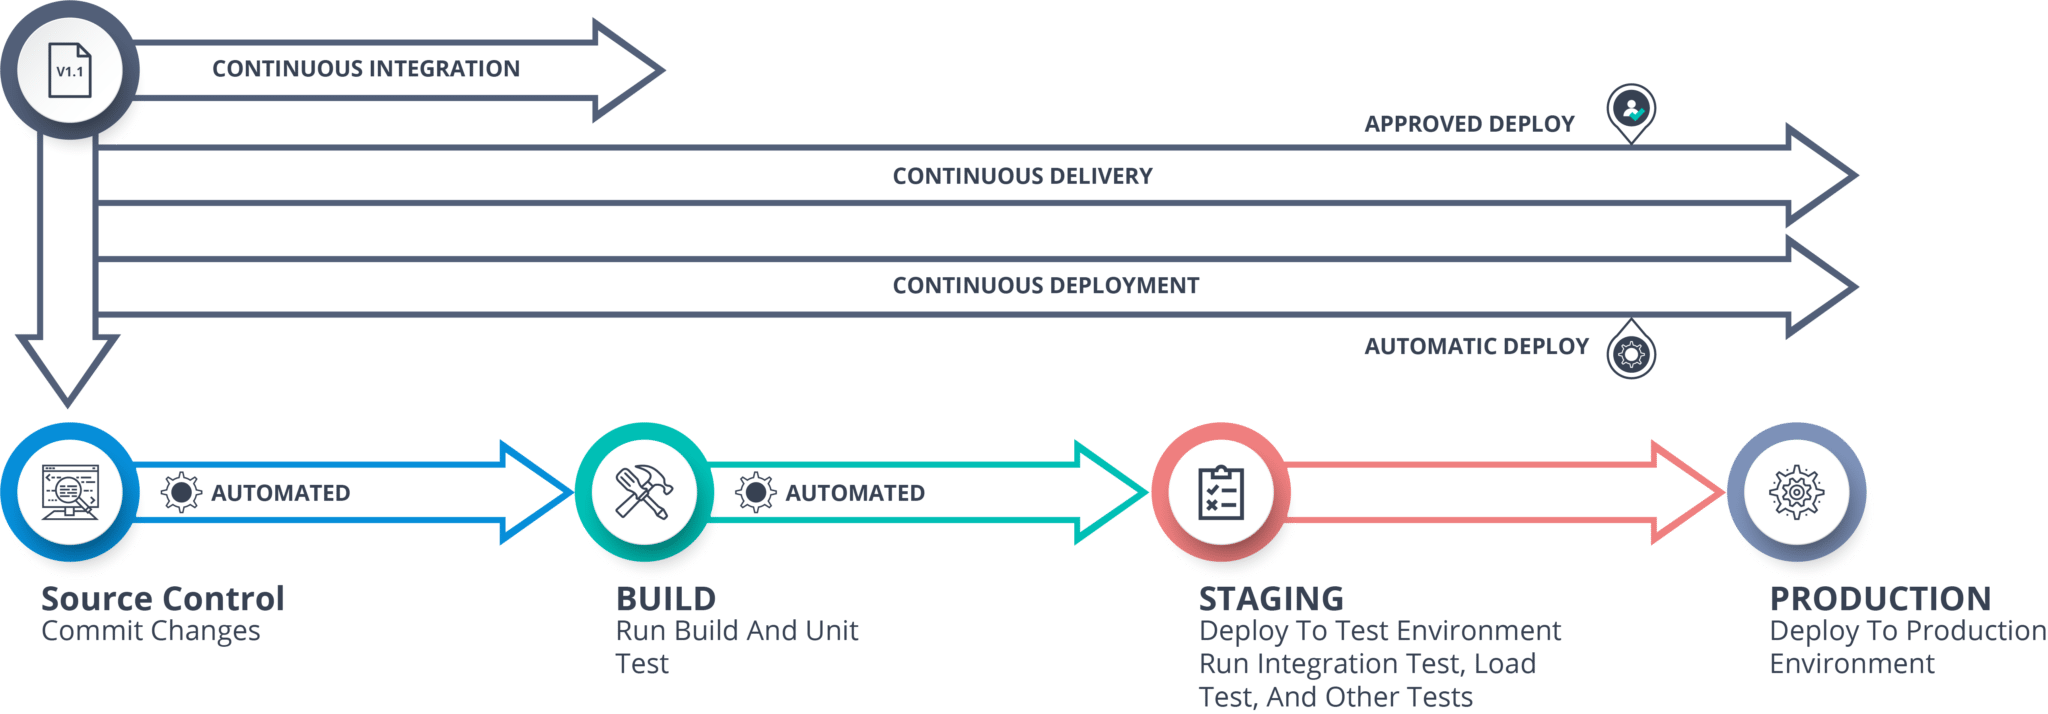 V1.1
CONTINUOUS INTEGRATION
APPROVED DEPLOY
CONTINUOUS DELIVERY
CONTINUOUS DEPLOYMENT
AUTOMATIC DEPLOY
AUTOMATED
AUTOMATED
Source Control
Commit Changes
BUILD
Run Build And Unit
Test
STAGING
Deploy To Test Environment
Run Integration Test, Load
Test, And Other Tests
PRODUCTION
Deploy To Production
Environment